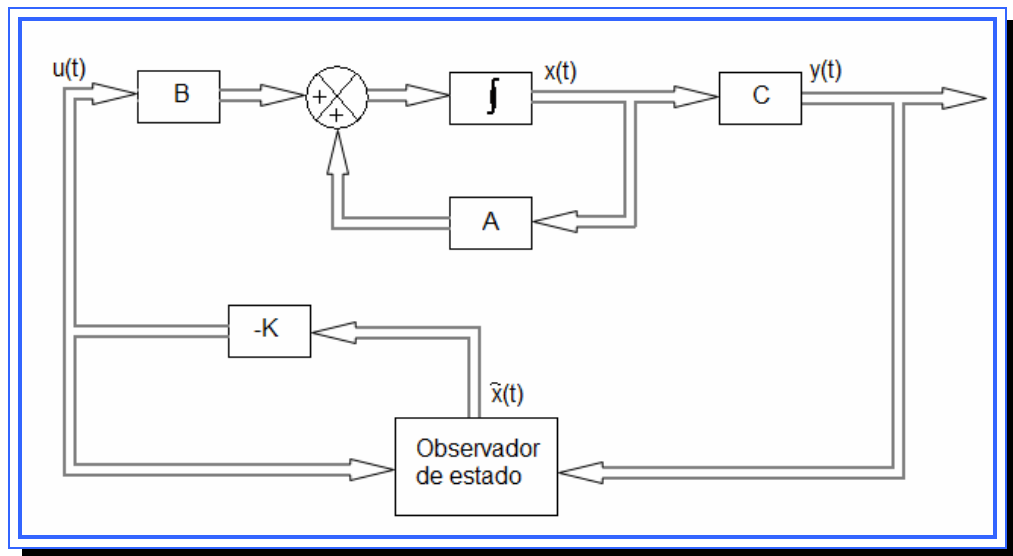 u(t)
B
+
+
∫
x(t)
C
y(t)
A
-K
x̃(t)
Observador
de estado